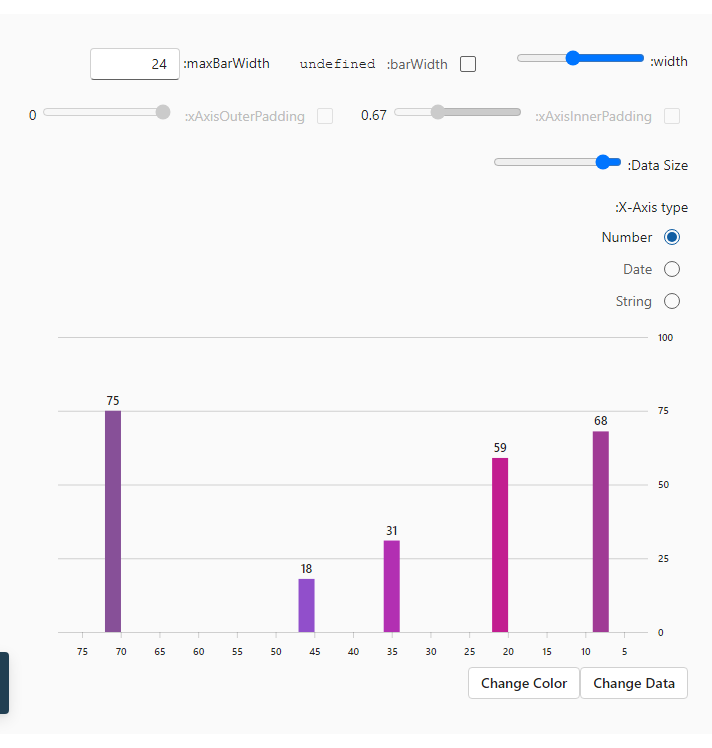 width:
barWidth: undefined
maxBarWidth: 24
xAxisInnerPadding: 0.67
xAxisOuterPadding: 0
Data Size:
X-Axis type:
Number
Date
String
100
75
50
25
0
75
18
31
59
68
75 70 65 60 55 50 45 40 35 30 25 20 15 10 5
Change Color Change Data